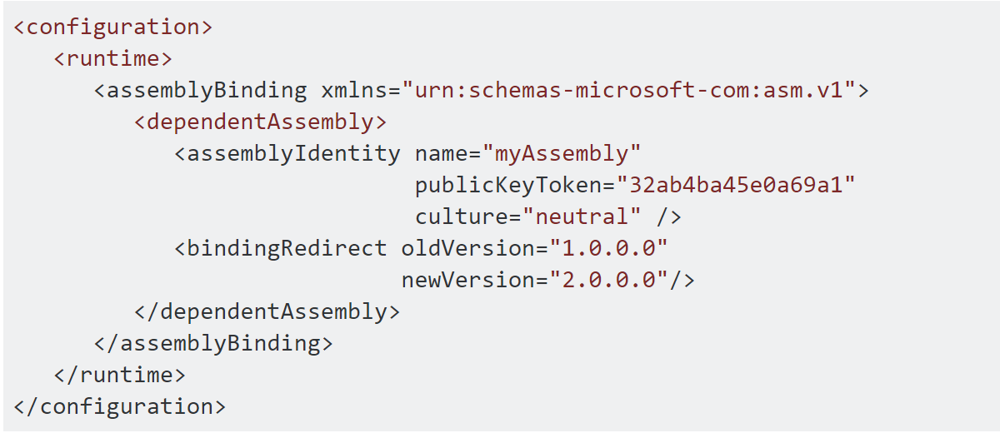 <configuration>
   <runtime>
      <assemblyBinding xmlns="urn:schemas-microsoft-com:asm.v1">
         <dependentAssembly>
            <assemblyIdentity name="myAssembly"
                              publicKeyToken="32ab4ba45e0a69a1"
                              culture="neutral" />
            <bindingRedirect oldVersion="1.0.0.0"
                             newVersion="2.0.0.0"/>
         </dependentAssembly>
      </assemblyBinding>
   </runtime>
</configuration>